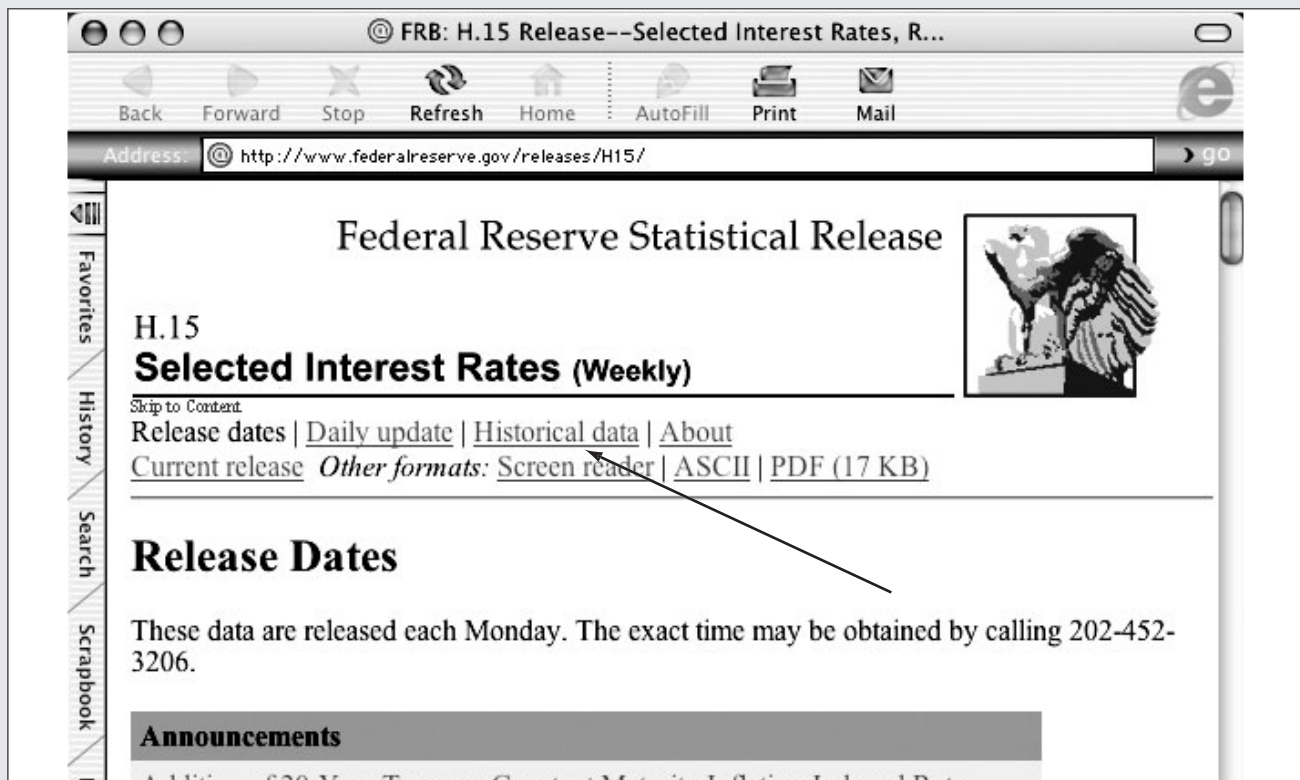 @ FRB: H.15 Release--Selected Interest Rates, R...
Back Forward Stop Refresh Home AutoFill Print Mail
Address: @ http://www.federalreserve.gov/releases/H15/ go
Favorites
History
Search
Scrapbook
Federal Reserve Statistical Release
H.15
Selected Interest Rates (Weekly)
Skip to Content
Release dates | Daily update | Historical data | About
Current release Other formats: Screen reader | ASCII | PDF (17 KB)
Release Dates
These data are released each Monday. The exact time may be obtained by calling 202-452-
3206.
Announcements